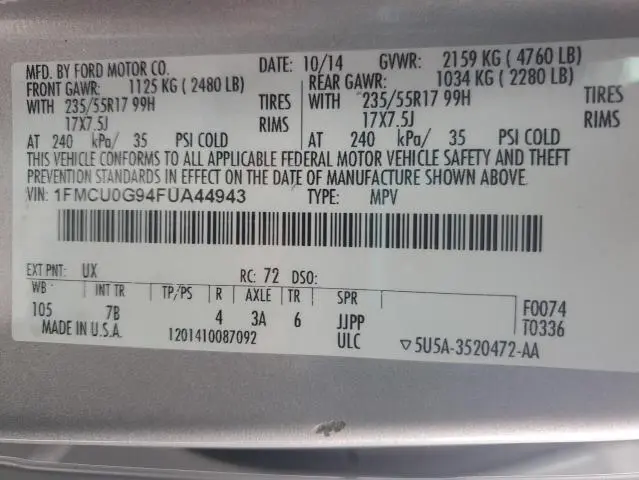 MFD. BY FORD MOTOR CO. DATE: 10/14 GVWR: 2159 KG ( 4760 LB)
FRONT GAWR: 1125 KG ( 2480 LB) REAR GAWR: 1034 KG ( 2280 LB)
WITH 235/55R17 99H TIRES WITH 235/55R17 99H TIRES
17X7.5J RIMS 17X7.5J RIMS
AT 240 kPa/ 35 PSI COLD AT 240 kPa/ 35 PSI COLD
THIS VEHICLE CONFORMS TO ALL APPLICABLE FEDERAL MOTOR VEHICLE SAFETY AND THEFT
PREVENTION STANDARDS IN EFFECT ON THE DATE OF MANUFACTURE SHOWN ABOVE.
VIN: 1FMCU0G94FUA44943 TYPE: MPV
EXT PNT: UX RC: 72 DSO:
WB INT TR TP/PS R AXLE TR SPR
105 7B 4 3A 6 JJPP F0074
MADE IN U.S.A. 1201410087092 ULC T0336
▽5U5A-3520472-AA